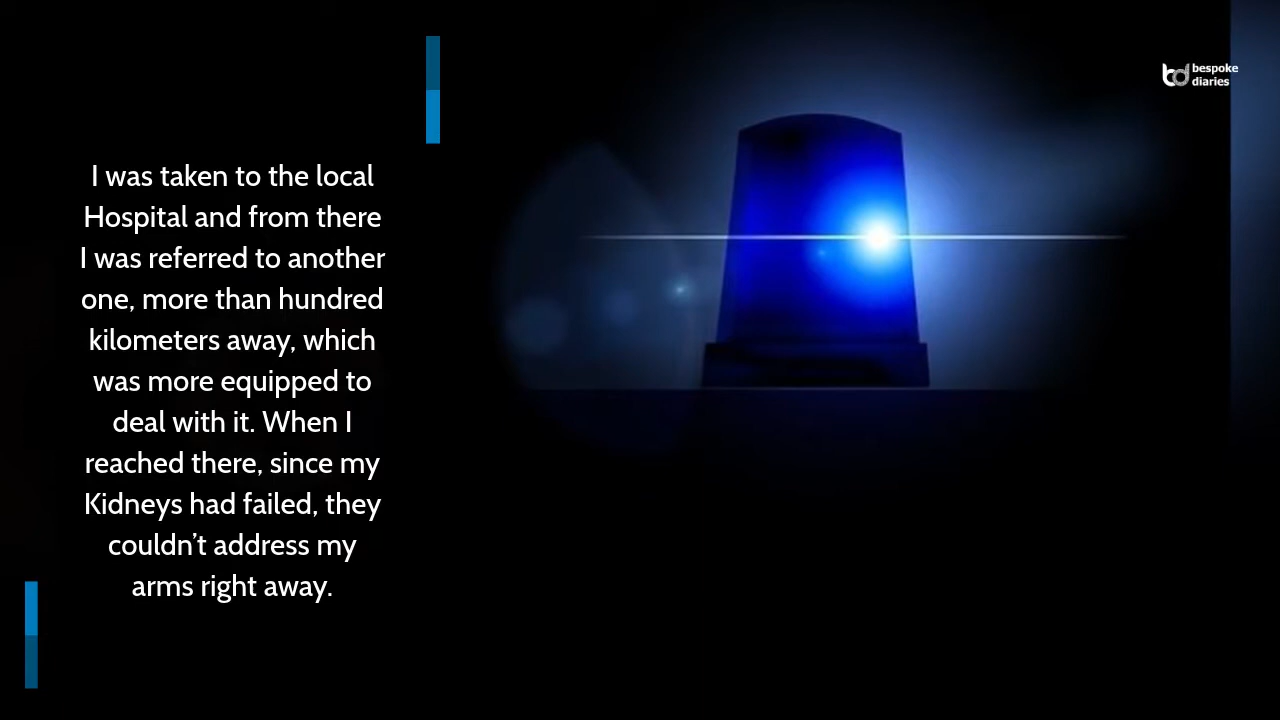 I was taken to the local
Hospital and from there
I was referred to another
one, more than hundred
kilometers away, which
was more equipped to
deal with it. When I
reached there, since my
Kidneys had failed, they
couldn’t address my
arms right away.
bd bespoke
diaries